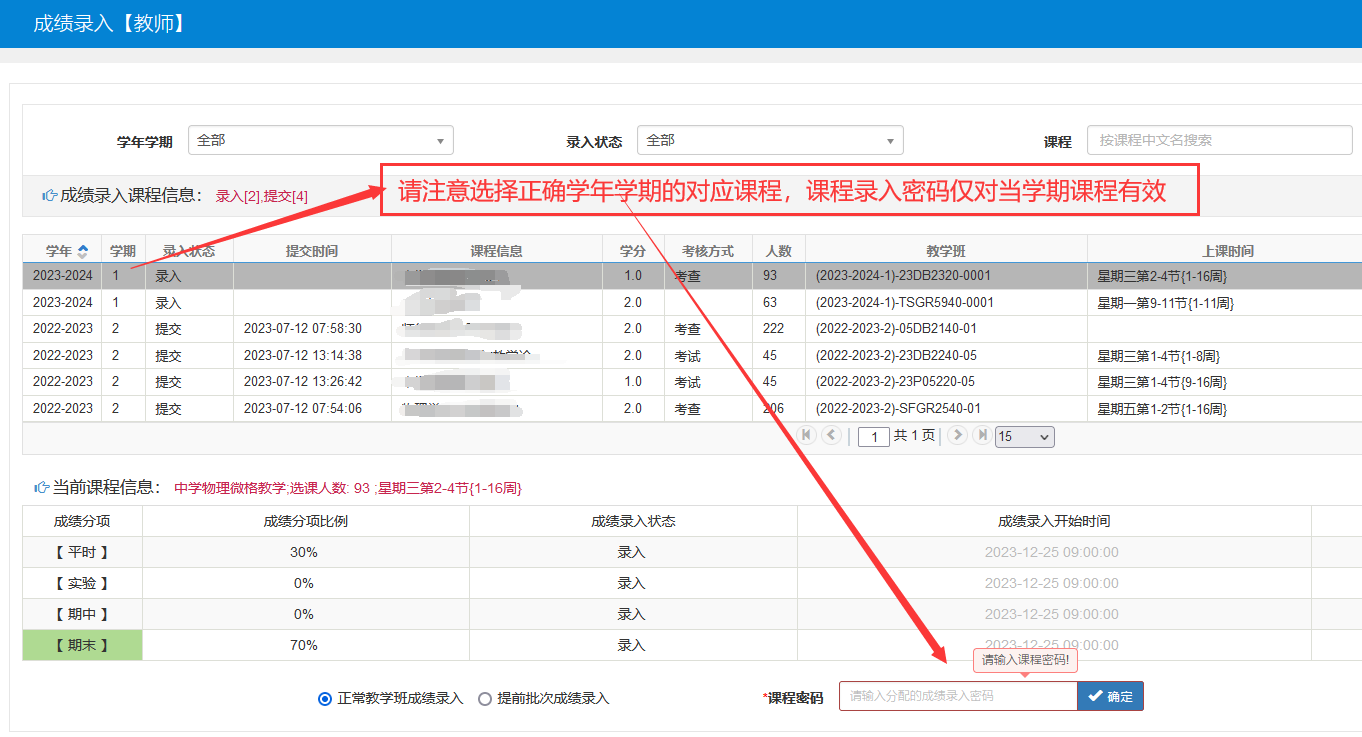 成绩录入【教师】
学年学期 全部 录入状态 全部 课程 按课程中文名搜索
成绩录入课程信息： 录入[2],提交[4]
请注意选择正确学年学期的对应课程，课程录入密码仅对当学期课程有效
学年 学期 录入状态 提交时间 课程信息 学分 考核方式 人数 教学班 上课时间
2023-2024 1 录入 1.0 考查 93 (2023-2024-1)-23DB2320-0001 星期三第2-4节{1-16周}
2023-2024 1 录入 2.0 63 (2023-2024-1)-TSGR5940-0001 星期一第9-11节{1-11周}
2022-2023 2 提交 2023-07-12 07:58:30 2.0 考查 222 (2022-2023-2)-05DB2140-01
2022-2023 2 提交 2023-07-12 13:14:38 2.0 考试 45 (2022-2023-2)-23DB2240-05 星期三第1-4节{1-8周}
2022-2023 2 提交 2023-07-12 13:26:42 1.0 考试 45 (2022-2023-2)-23P05220-05 星期三第1-4节{9-16周}
2022-2023 2 提交 2023-07-12 07:54:06 2.0 考查 206 (2022-2023-2)-SFGR2540-01 星期五第1-2节{1-16周}
1 共 1 页 15
当前课程信息： 中学物理微格教学;选课人数: 93 ;星期三第2-4节{1-16周}
成绩分项 成绩分项比例 成绩录入状态 成绩录入开始时间
【 平时 】 30% 录入 2023-12-25 09:00:00
【 实验 】 0% 录入 2023-12-25 09:00:00
【 期中 】 0% 录入 2023-12-25 09:00:00
【 期末 】 70% 录入 2023-12-25 09:00:00
请输入课程密码!
正常教学班成绩录入 提前批次成绩录入 *课程密码 请输入分配的成绩录入密码 确定